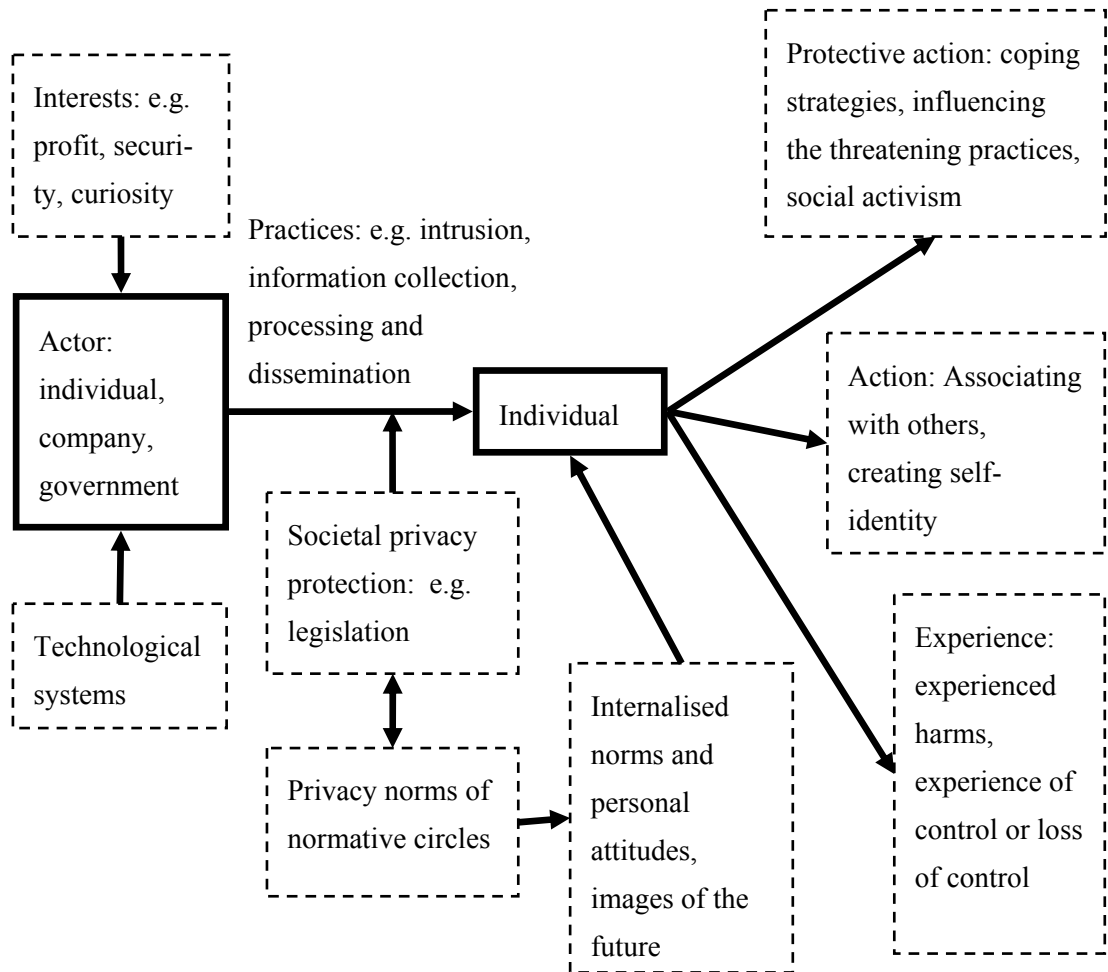 Interests: e.g.
profit, securi-
ty, curiosity
Protective action: coping
strategies, influencing
the threatening practices,
social activism
Practices: e.g. intrusion,
information collection,
processing and
dissemination
Actor:
individual,
company,
government
Individual
Action: Associating
with others,
creating self-
identity
Societal privacy
protection:  e.g.
legislation
Technological
systems
Experience:
experienced
harms,
experience of
control or loss
of control
Internalised
norms and
personal
attitudes,
images of the
future
Privacy norms of
normative circles